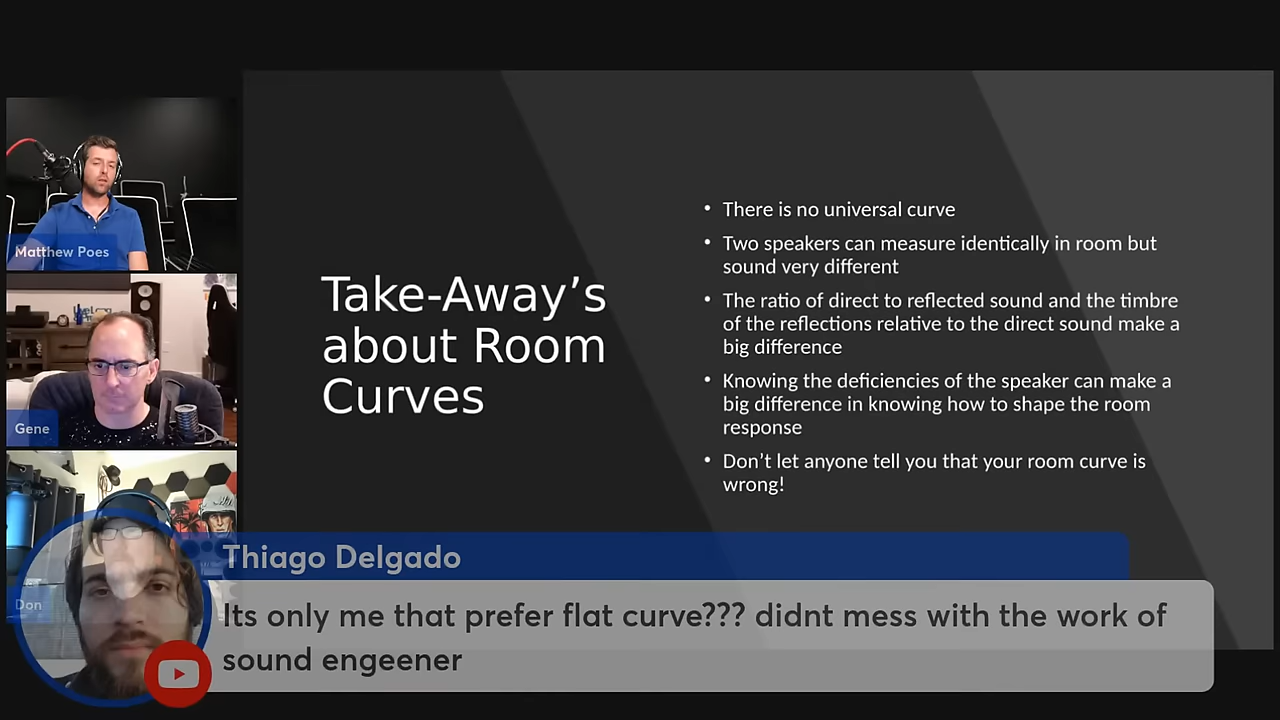 Matthew Poes
Gene
Don
Take-Away’s
about Room
Curves
• There is no universal curve
• Two speakers can measure identically in room but
sound very different
• The ratio of direct to reflected sound and the timbre
of the reflections relative to the direct sound make a
big difference
• Knowing the deficiencies of the speaker can make a
big difference in knowing how to shape the room
response
• Don’t let anyone tell you that your room curve is
wrong!
Thiago Delgado
Its only me that prefer flat curve??? didnt mess with the work of
sound engeener